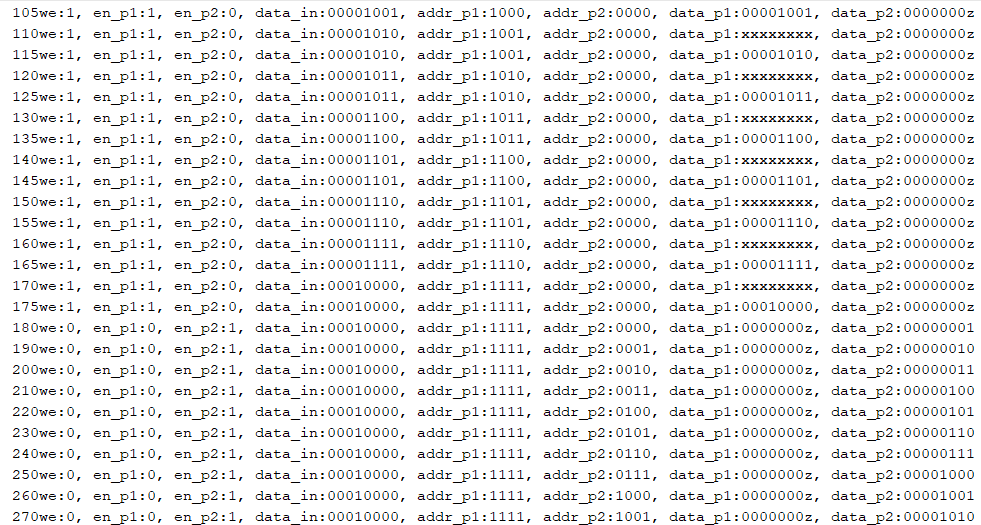 105we:1, en_p1:1, en_p2:0, data_in:00001001, addr_p1:1000, addr_p2:0000, data_p1:00001001, data_p2:0000000z
110we:1, en_p1:1, en_p2:0, data_in:00001010, addr_p1:1001, addr_p2:0000, data_p1:xxxxxxxx, data_p2:0000000z
115we:1, en_p1:1, en_p2:0, data_in:00001010, addr_p1:1001, addr_p2:0000, data_p1:00001010, data_p2:0000000z
120we:1, en_p1:1, en_p2:0, data_in:00001011, addr_p1:1010, addr_p2:0000, data_p1:xxxxxxxx, data_p2:0000000z
125we:1, en_p1:1, en_p2:0, data_in:00001011, addr_p1:1010, addr_p2:0000, data_p1:00001011, data_p2:0000000z
130we:1, en_p1:1, en_p2:0, data_in:00001100, addr_p1:1011, addr_p2:0000, data_p1:xxxxxxxx, data_p2:0000000z
135we:1, en_p1:1, en_p2:0, data_in:00001100, addr_p1:1011, addr_p2:0000, data_p1:00001100, data_p2:0000000z
140we:1, en_p1:1, en_p2:0, data_in:00001101, addr_p1:1100, addr_p2:0000, data_p1:xxxxxxxx, data_p2:0000000z
145we:1, en_p1:1, en_p2:0, data_in:00001101, addr_p1:1100, addr_p2:0000, data_p1:00001101, data_p2:0000000z
150we:1, en_p1:1, en_p2:0, data_in:00001110, addr_p1:1101, addr_p2:0000, data_p1:xxxxxxxx, data_p2:0000000z
155we:1, en_p1:1, en_p2:0, data_in:00001110, addr_p1:1101, addr_p2:0000, data_p1:00001110, data_p2:0000000z
160we:1, en_p1:1, en_p2:0, data_in:00001111, addr_p1:1110, addr_p2:0000, data_p1:xxxxxxxx, data_p2:0000000z
165we:1, en_p1:1, en_p2:0, data_in:00001111, addr_p1:1110, addr_p2:0000, data_p1:00001111, data_p2:0000000z
170we:1, en_p1:1, en_p2:0, data_in:00010000, addr_p1:1111, addr_p2:0000, data_p1:xxxxxxxx, data_p2:0000000z
175we:1, en_p1:1, en_p2:0, data_in:00010000, addr_p1:1111, addr_p2:0000, data_p1:00010000, data_p2:0000000z
180we:0, en_p1:0, en_p2:1, data_in:00010000, addr_p1:1111, addr_p2:0000, data_p1:0000000z, data_p2:00000001
190we:0, en_p1:0, en_p2:1, data_in:00010000, addr_p1:1111, addr_p2:0001, data_p1:0000000z, data_p2:00000010
200we:0, en_p1:0, en_p2:1, data_in:00010000, addr_p1:1111, addr_p2:0010, data_p1:0000000z, data_p2:00000011
210we:0, en_p1:0, en_p2:1, data_in:00010000, addr_p1:1111, addr_p2:0011, data_p1:0000000z, data_p2:00000100
220we:0, en_p1:0, en_p2:1, data_in:00010000, addr_p1:1111, addr_p2:0100, data_p1:0000000z, data_p2:00000101
230we:0, en_p1:0, en_p2:1, data_in:00010000, addr_p1:1111, addr_p2:0101, data_p1:0000000z, data_p2:00000110
240we:0, en_p1:0, en_p2:1, data_in:00010000, addr_p1:1111, addr_p2:0110, data_p1:0000000z, data_p2:00000111
250we:0, en_p1:0, en_p2:1, data_in:00010000, addr_p1:1111, addr_p2:0111, data_p1:0000000z, data_p2:00001000
260we:0, en_p1:0, en_p2:1, data_in:00010000, addr_p1:1111, addr_p2:1000, data_p1:0000000z, data_p2:00001001
270we:0, en_p1:0, en_p2:1, data_in:00010000, addr_p1:1111, addr_p2:1001, data_p1:0000000z, data_p2:00001010